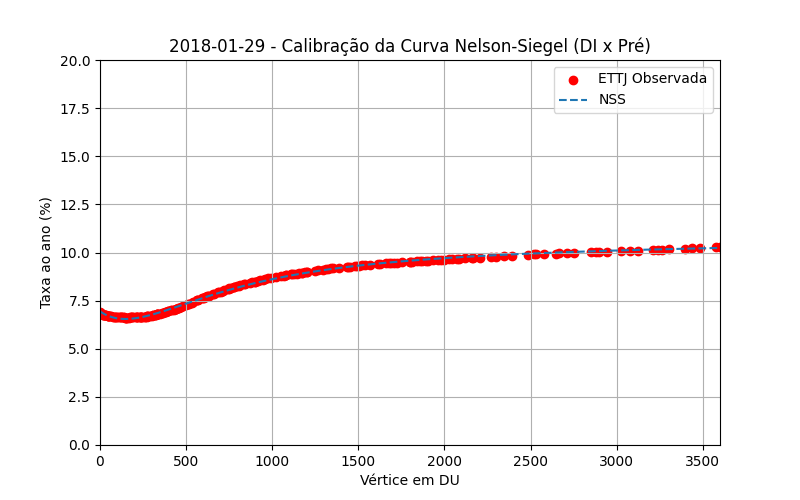 2018-01-29 - Calibração da Curva Nelson-Siegel (DI x Pré)
20.0
17.5
15.0
12.5
10.0
7.5
5.0
2.5
0.0
Taxa ao ano (%)
ETTJ Observada
NSS
0 500 1000 1500 2000 2500 3000 3500
Vértice em DU